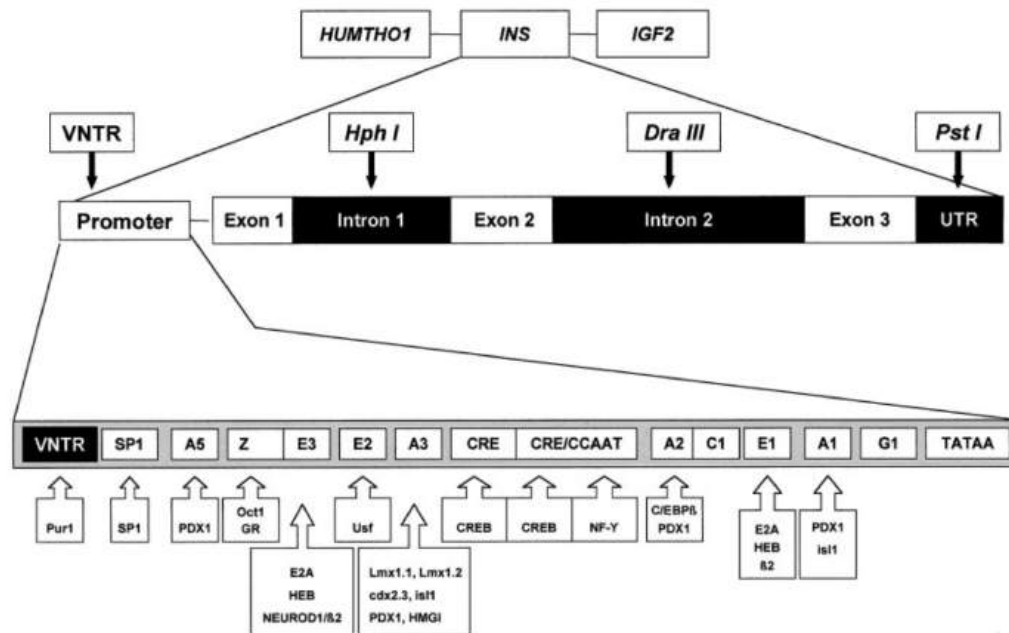 HUMTHO1 INS IGF2
VNTR Hph I Dra III Pst I
Promoter Exon 1 Intron 1 Exon 2 Intron 2 Exon 3 UTR
VNTR SP1 A5 Z E3 E2 A3 CRE CRE/CCAAT A2 C1 E1 A1 G1 TATAA
Pur1
SP1
PDX1
Oct1
GR
E2A
HEB
NEUROD1/ß2
Usf
Lmx1.1, Lmx1.2
cdx2.3, isl1
PDX1, HMGI
CREB
CREB
NF-Y
C/EBPß
PDX1
E2A
HEB
ß2
PDX1
isl1